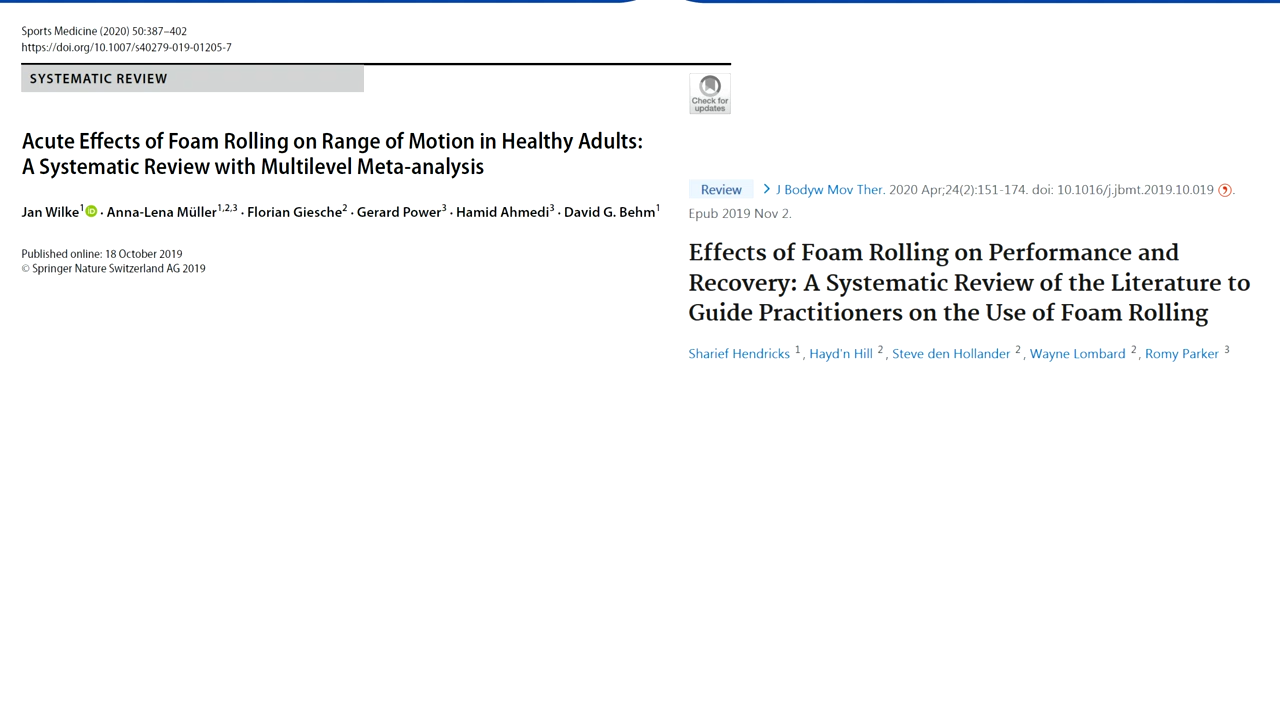 Sports Medicine (2020) 50:387–402
https://doi.org/10.1007/s40279-019-01205-7
SYSTEMATIC REVIEW
Check for
updates
Acute Effects of Foam Rolling on Range of Motion in Healthy Adults:
A Systematic Review with Multilevel Meta-analysis
Jan Wilke1 iD · Anna-Lena Müller1,2,3 · Florian Giesche2 · Gerard Power3 · Hamid Ahmedi3 · David G. Behm1
Published online: 18 October 2019
© Springer Nature Switzerland AG 2019
Review > J Bodyw Mov Ther. 2020 Apr;24(2):151-174. doi: 10.1016/j.jbmt.2019.10.019.
Epub 2019 Nov 2.
Effects of Foam Rolling on Performance and
Recovery: A Systematic Review of the Literature to
Guide Practitioners on the Use of Foam Rolling
Sharief Hendricks 1, Hayd'n Hill 2, Steve den Hollander 2, Wayne Lombard 2, Romy Parker 3